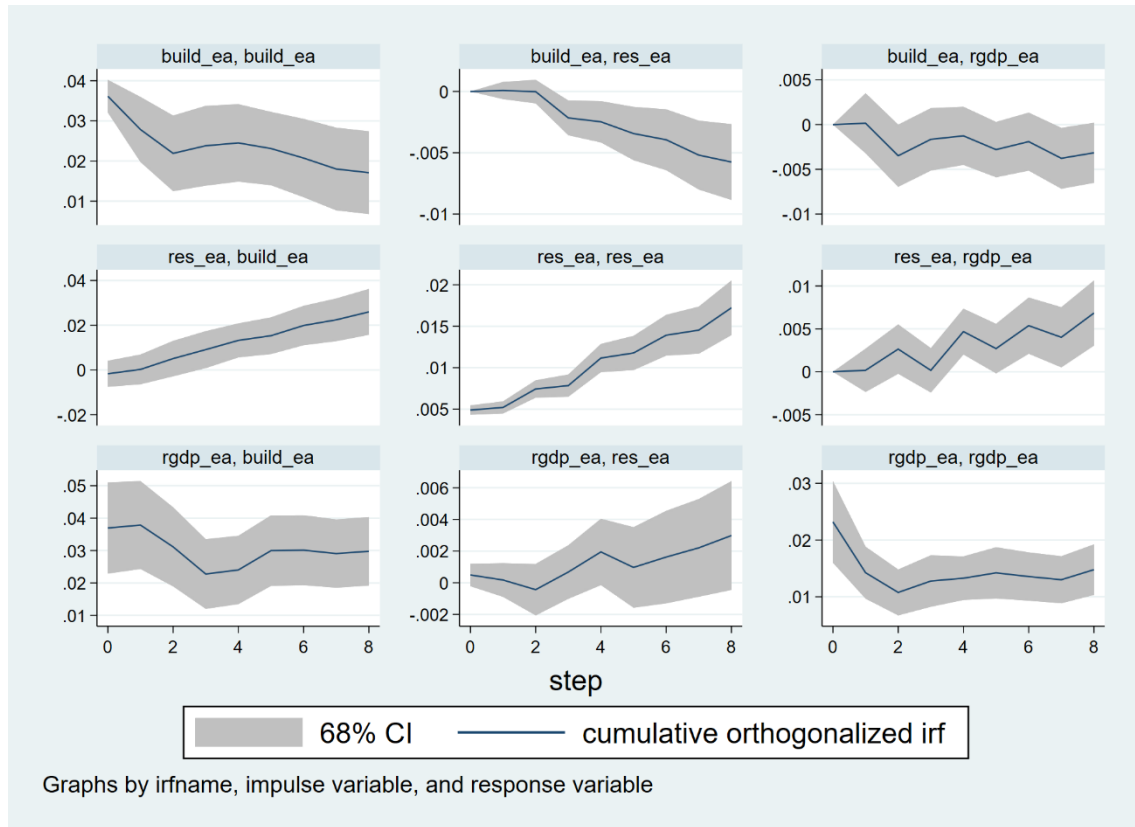 build_ea, build_ea
build_ea, res_ea
build_ea, rgdp_ea
.04
.03
.02
.01
0
-.005
-.01
.005
0
-.005
-.01
res_ea, build_ea
res_ea, res_ea
res_ea, rgdp_ea
.04
.02
0
-.02
.02
.015
.01
.005
.01
.005
0
-.005
rgdp_ea, build_ea
rgdp_ea, res_ea
rgdp_ea, rgdp_ea
.05
.04
.03
.02
.01
.006
.004
.002
0
-.002
.03
.02
.01
0 2 4 6 8
0 2 4 6 8
0 2 4 6 8
step
68% CI
cumulative orthogonalized irf
Graphs by irfname, impulse variable, and response variable